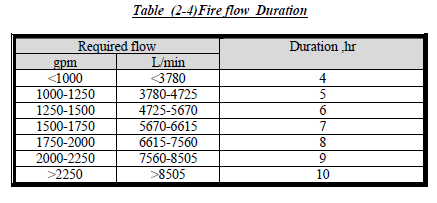 Table (2-4)Fire flow Duration
Required flow Duration ,hr
gpm L/min
<1000 <3780 4
1000-1250 3780-4725 5
1250-1500 4725-5670 6
1500-1750 5670-6615 7
1750-2000 6615-7560 8
2000-2250 7560-8505 9
>2250 >8505 10